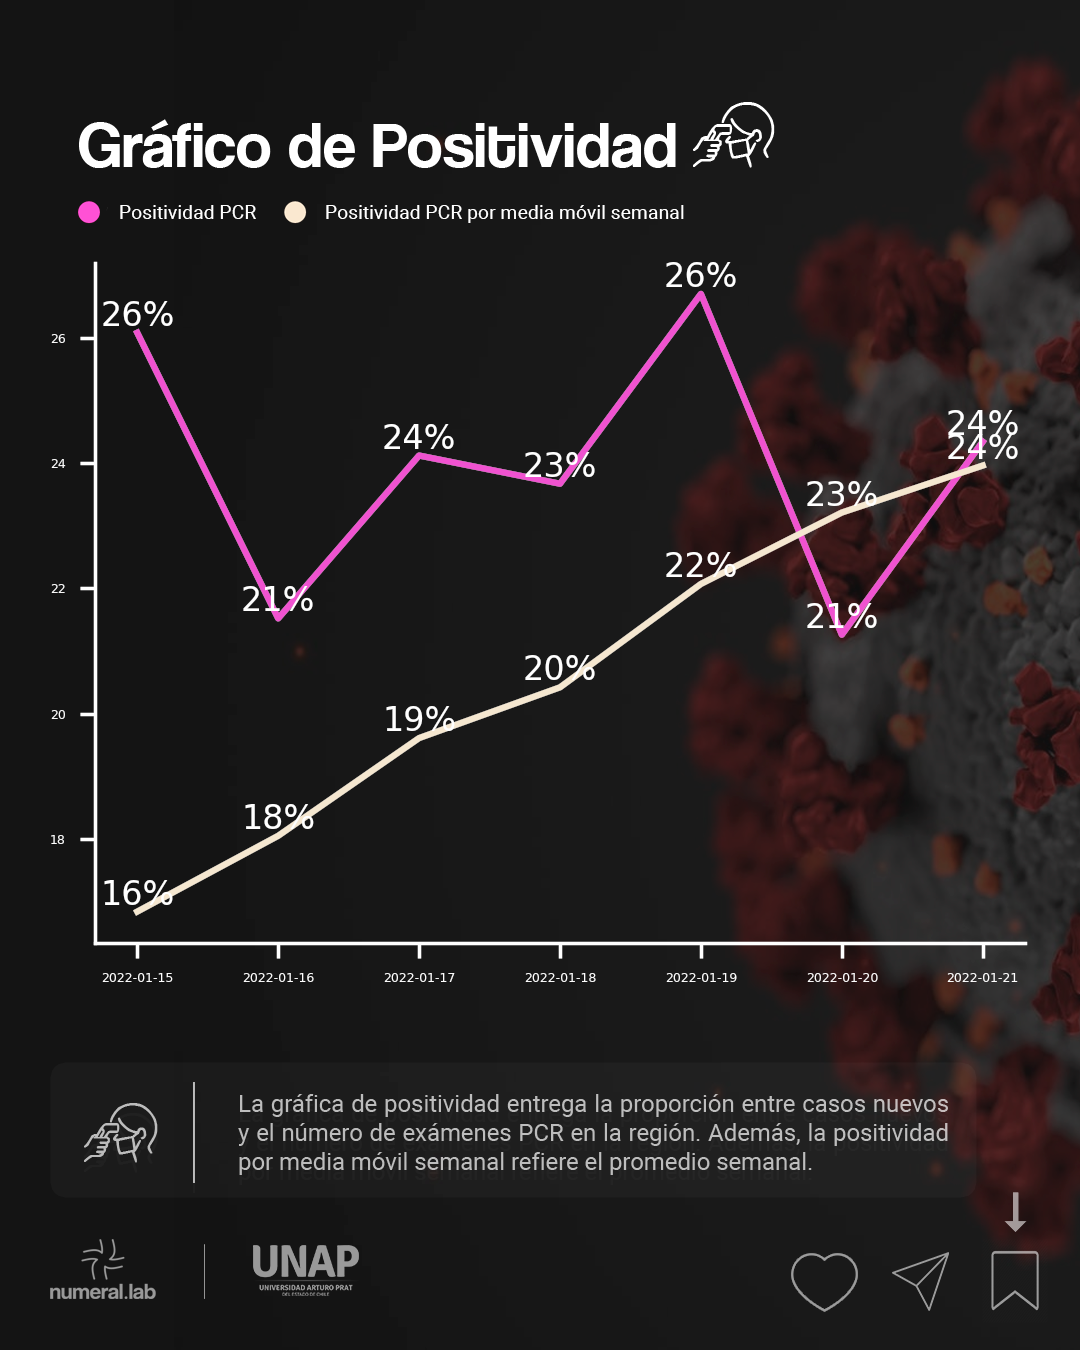 Gráfico de Positividad
Positividad PCR Positividad PCR por media móvil semanal
26%
26%
26
24%
24%
24%
23%
24
23%
22%
21%
21%
22
20%
19%
20
18%
18
16%
2022-01-15 2022-01-16 2022-01-17 2022-01-18 2022-01-19 2022-01-20 2022-01-21
La gráfica de positividad entrega la proporción entre casos nuevos
y el número de exámenes PCR en la región. Además, la positividad
por media móvil semanal refiere el promedio semanal.
numeral.lab
UNAP
UNIVERSIDAD ARTURO PRAT
DEL ESTADO DE CHILE